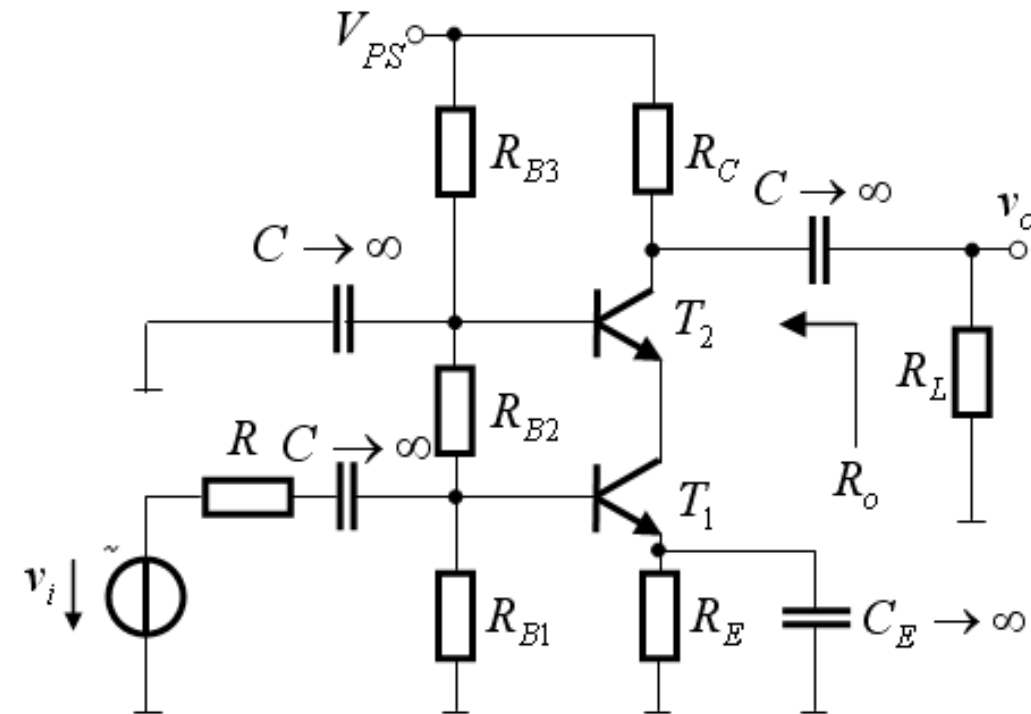 V_PS
R_B3
R_C
C → ∞
v_o
C → ∞
T_2
R_L
R_B2
R
C → ∞
T_1
R_o
~
v_i
R_B1
R_E
C_E → ∞